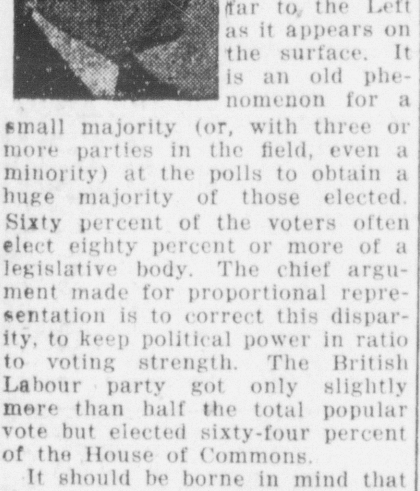 far to, the Left
as it appears on
the surface. It
is an old phe-
nomenon for a
small majority (or, with three or
more parties in the field, even a
minority) at the polls to obtain a
huge majority of those elected.
Sixty percent of the voters often
elect eighty percent or more of a
legislative body. The chief argu-
ment made for proportional repre-
sentation is to correct this dispar-
ity, to keep political power in ratio
to voting strength. The British
Labour party got only slightly
more than half the total popular
vote but elected sixty-four percent
of the House of Commons.
It should be borne in mind that